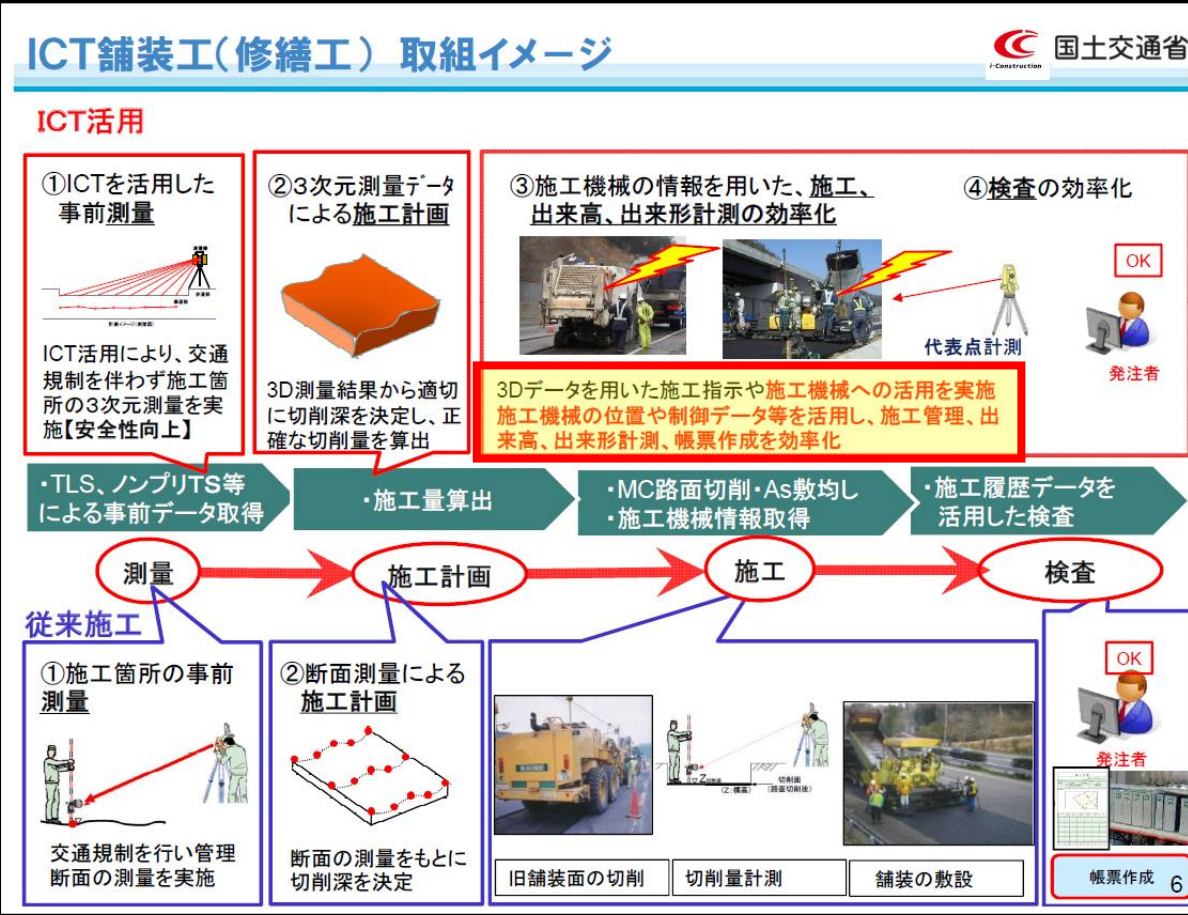 ICT舗装工(修繕工) 取組イメージ
i-Construction
国土交通省
ICT活用
①ICTを活用した
事前測量
ICT活用により、交通
規制を伴わず施工箇
所の3次元測量を実
施【安全性向上】
②3次元測量ﾃﾞｰﾀ
による施工計画
3D測量結果から適切
に切削深を決定し、正
確な切削量を算出
③施工機械の情報を用いた、施工、
出来高、出来形計測の効率化
④検査の効率化
代表点計測
OK
発注者
3Dデータを用いた施工指示や施工機械への活用を実施
施工機械の位置や制御データ等を活用し、施工管理、出
来高、出来形計測、帳票作成を効率化
・TLS、ノンプリTS等
による事前データ取得
・施工量算出
・MC路面切削・As敷均し
・施工機械情報取得
・施工履歴データを
活用した検査
測量
施工計画
施工
検査
従来施工
①施工箇所の事前
測量
交通規制を行い管理
断面の測量を実施
②断面測量による
施工計画
断面の測量をもとに
切削深を決定
(Z:標高)
切削面
(路面切削後)
旧舗装面の切削
切削量計測
舗装の敷設
OK
発注者
帳票作成
6